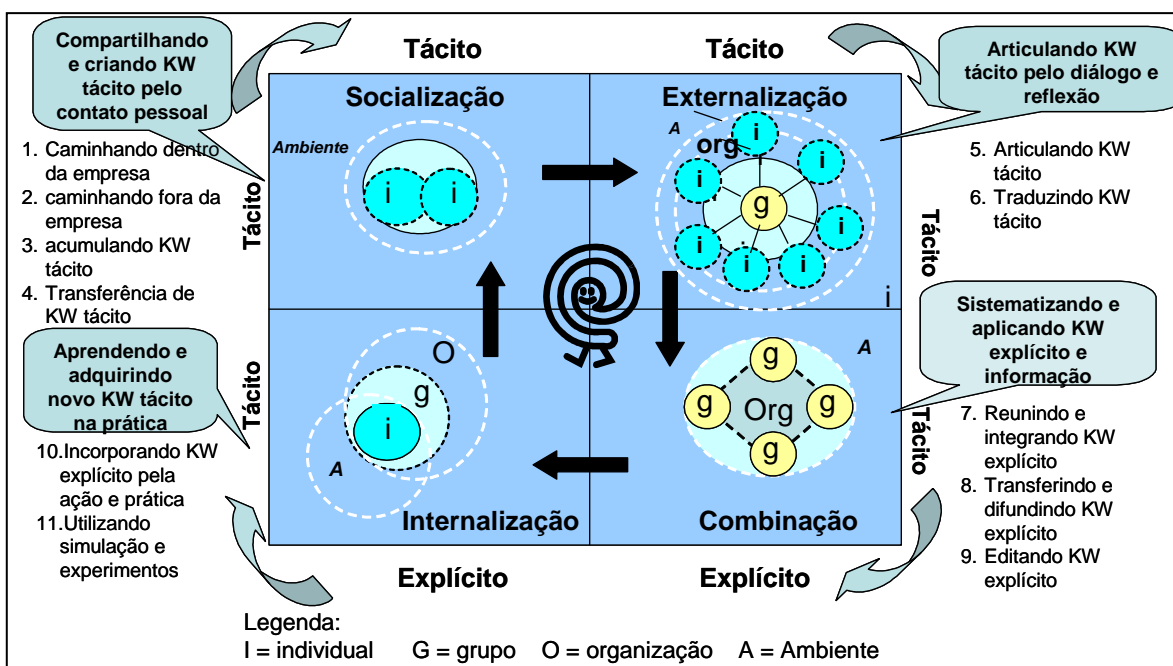 Compartilhando
e criando KW
tácito pelo
contato pessoal
Tácito
Tácito
Articulando KW
tácito pelo diálogo e
reflexão
1. Caminhando dentro
da empresa
2. caminhando fora da
empresa
3. acumulando KW
tácito
4. Transferência de
KW tácito
Tácito
Socialização
Ambiente
i
i
Externalização
A
org
i
i
i
i
i
i
i
g
i
Tácito
5. Articulando KW
tácito
6. Traduzindo KW
tácito
Aprendendo e
adquirindo
novo KW tácito
na prática
10.Incorporando KW
explícito pela
ação e prática
11.Utilizando
simulação e
experimentos
Tácito
O
g
i
A
Internalização
A
g
g
Org
g
g
Combinação
Tácito
Sistematizando e
aplicando KW
explícito e
informação
7. Reunindo e
integrando KW
explícito
8. Transferindo e
difundindo KW
explícito
9. Editando KW
explícito
Explícito
Explícito
Legenda:
I = individual G = grupo O = organização A = Ambiente